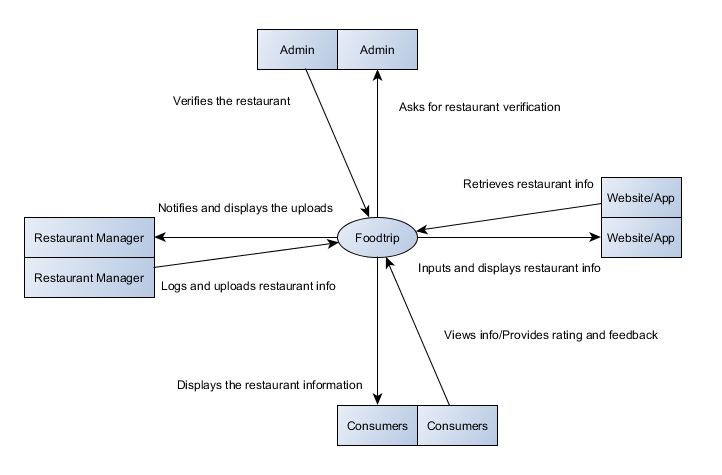 Admin
Admin
Verifies the restaurant
Asks for restaurant verification
Retrieves restaurant info
Website/App
Notifies and displays the uploads
Restaurant Manager
Foodtrip
Website/App
Inputs and displays restaurant info
Restaurant Manager
Logs and uploads restaurant info
Views info/Provides rating and feedback
Displays the restaurant information
Consumers
Consumers